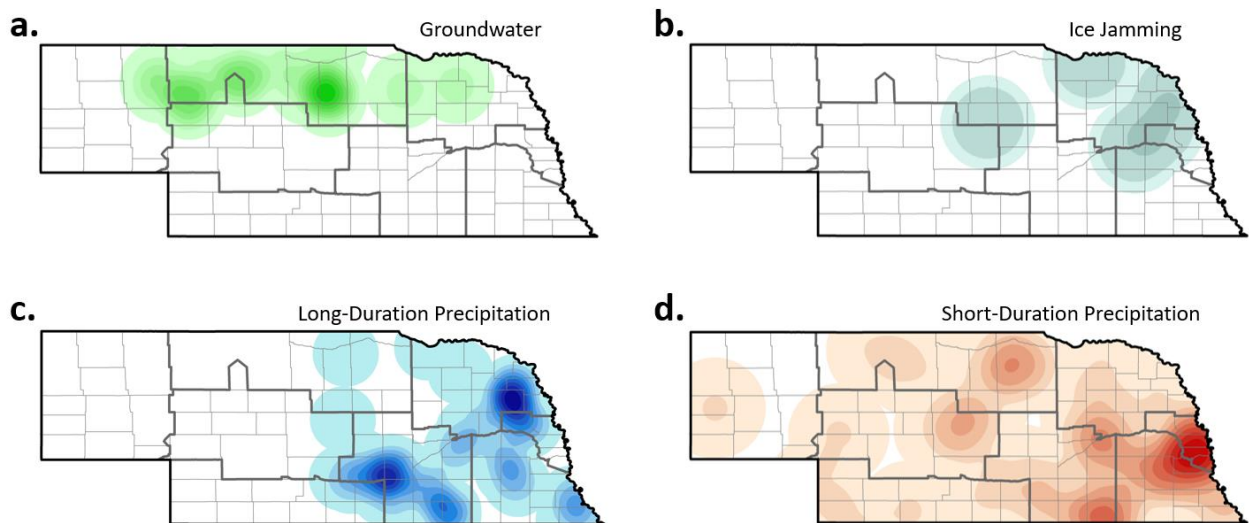 a.
Groundwater
b.
Ice Jamming
c.
Long-Duration Precipitation
d.
Short-Duration Precipitation